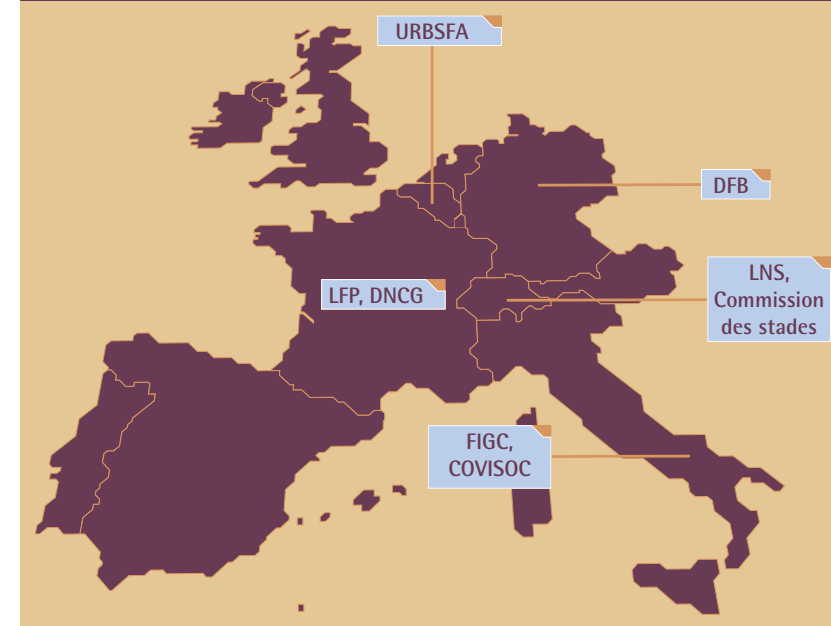 URBSFA
DFB
LNS,
Commission
des stades
LFP, DNCG
FIGC,
COVISOC